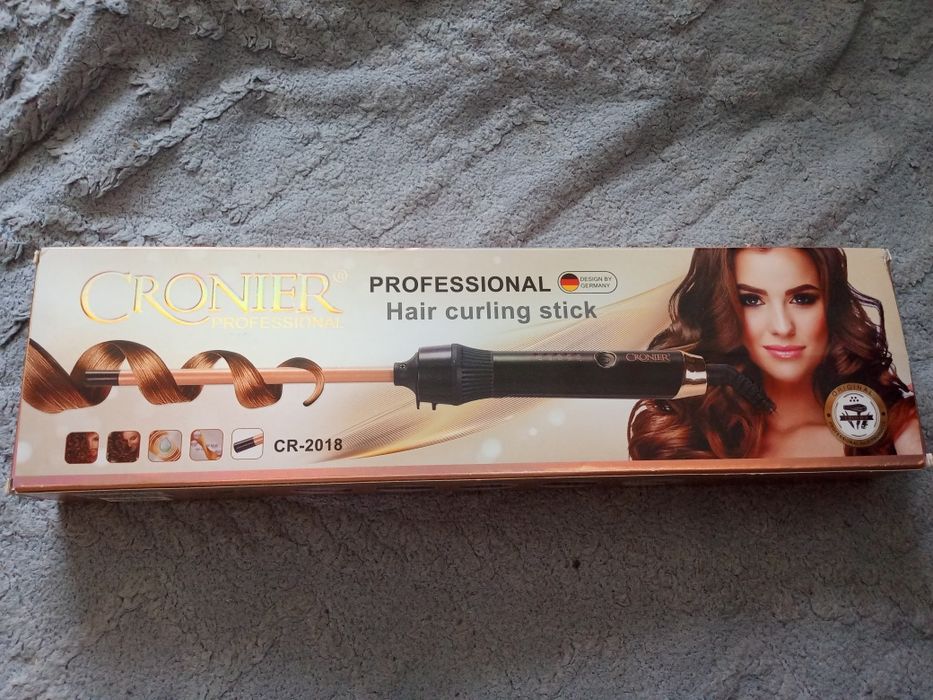 CRONIER®
PROFESSIONAL
PROFESSIONAL
DESIGN BY
GERMANY
Hair curling stick
CRONIER
CR-2018
ORIGINAL